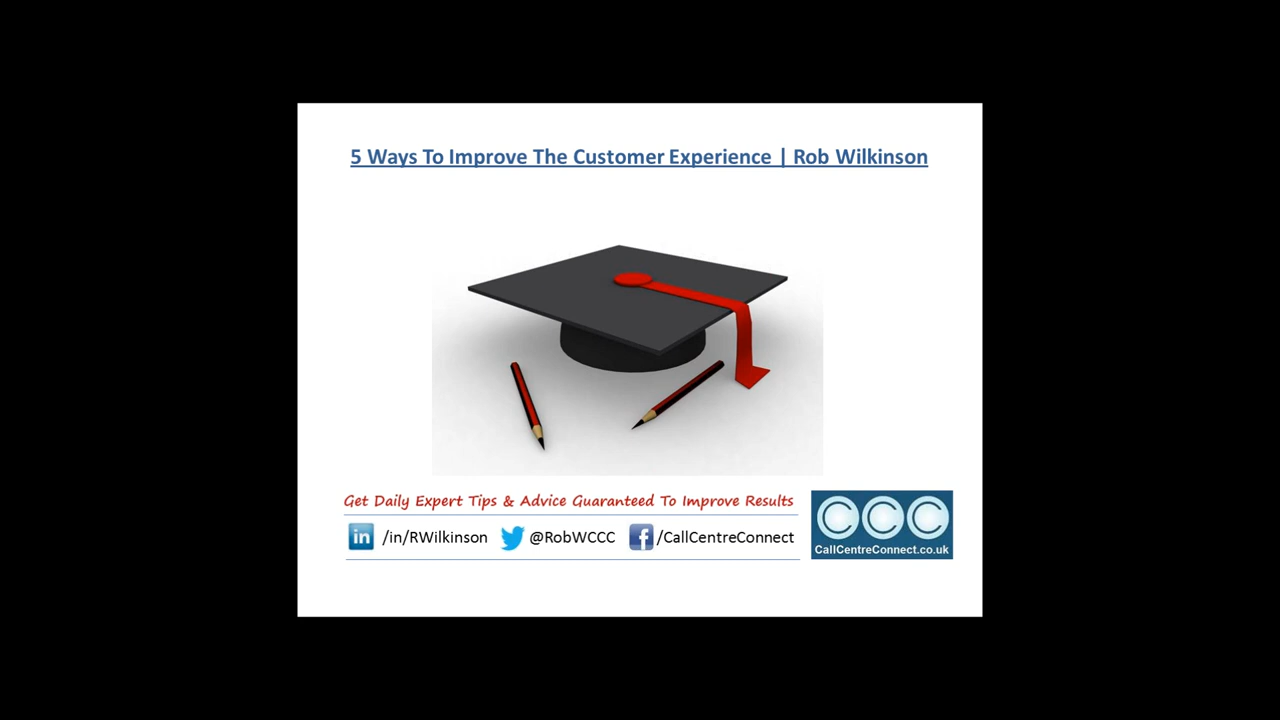 5 Ways To Improve The Customer Experience | Rob Wilkinson
Get Daily Expert Tips & Advice Guaranteed To Improve Results
in /in/RWilkinson @RobWCCC f /CallCentreConnect
CCC
CallCentreConnect.co.uk